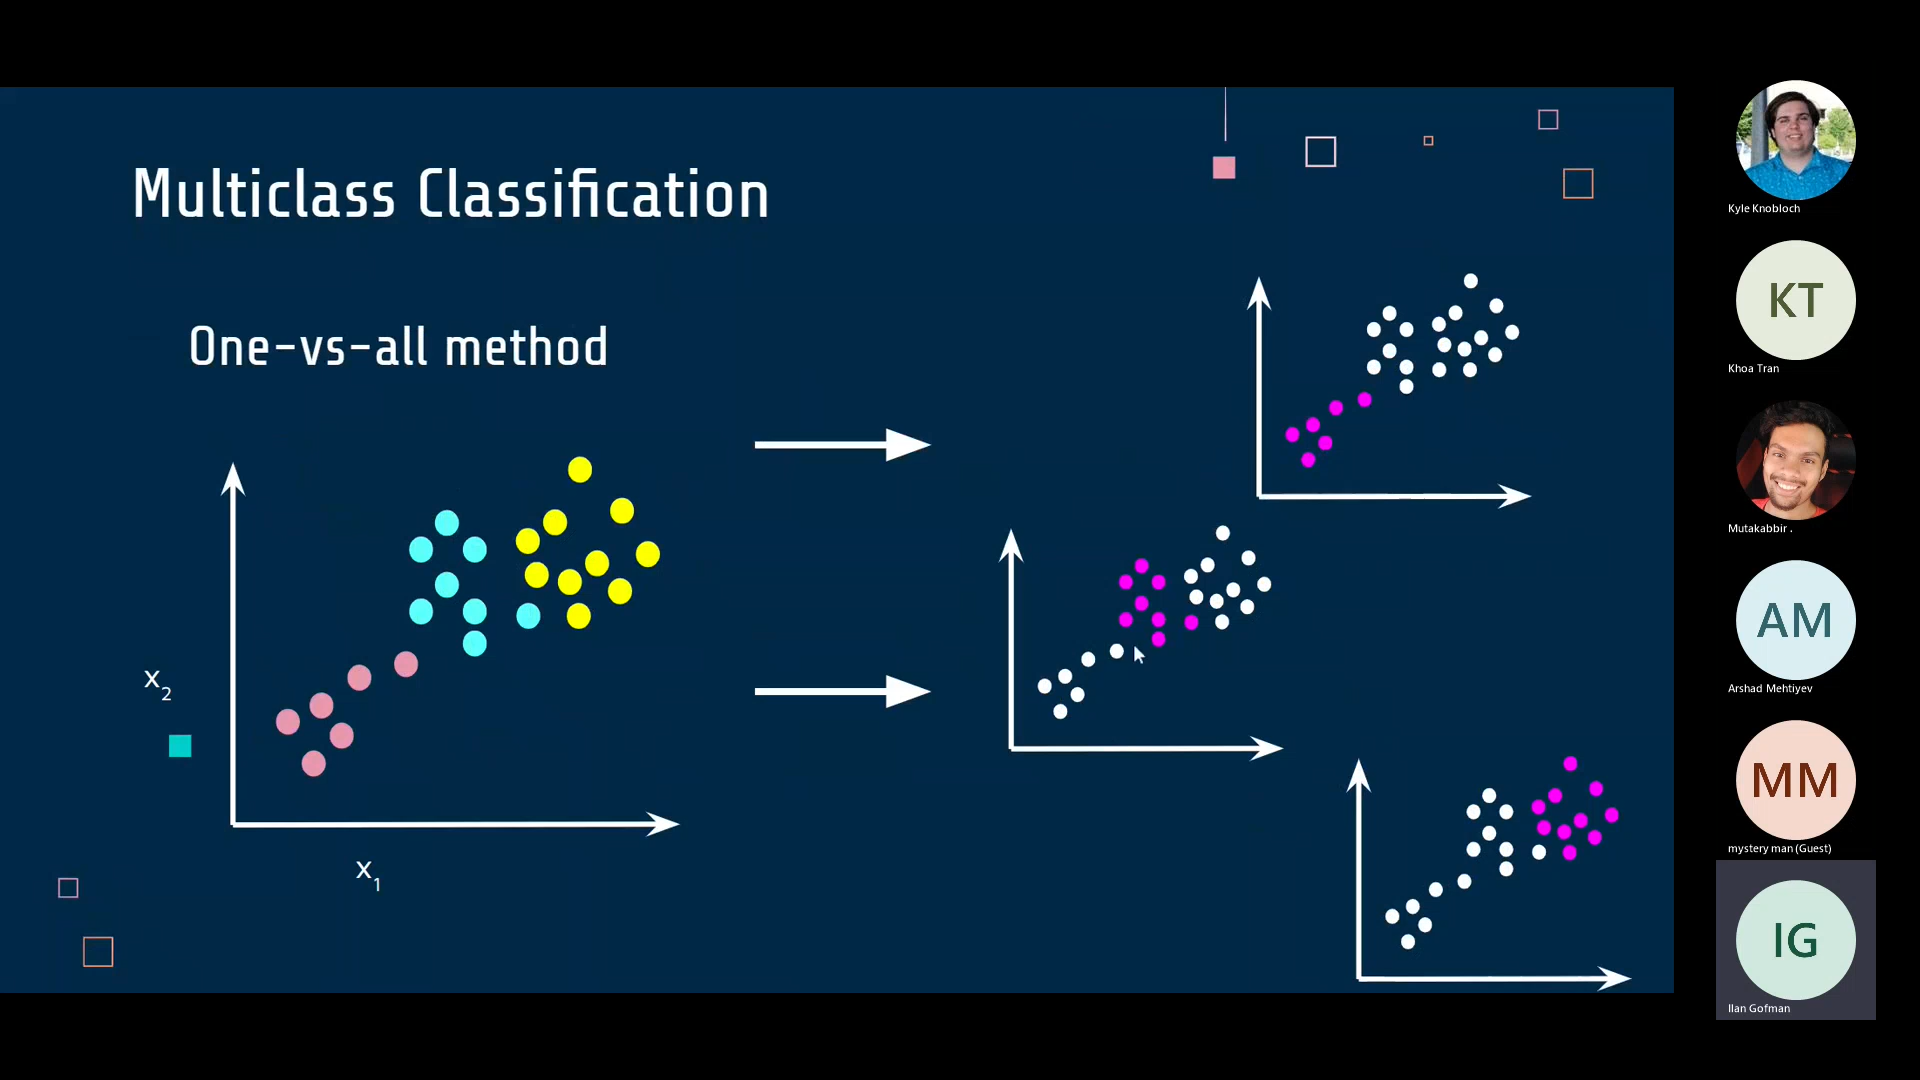 Multiclass Classification
One-vs-all method
x2
x1
Kyle Knobloch
KT
Khoa Tran
Mutakabbir .
AM
Arshad Mehtiyev
MM
mystery man (Guest)
IG
Ilan Gofman